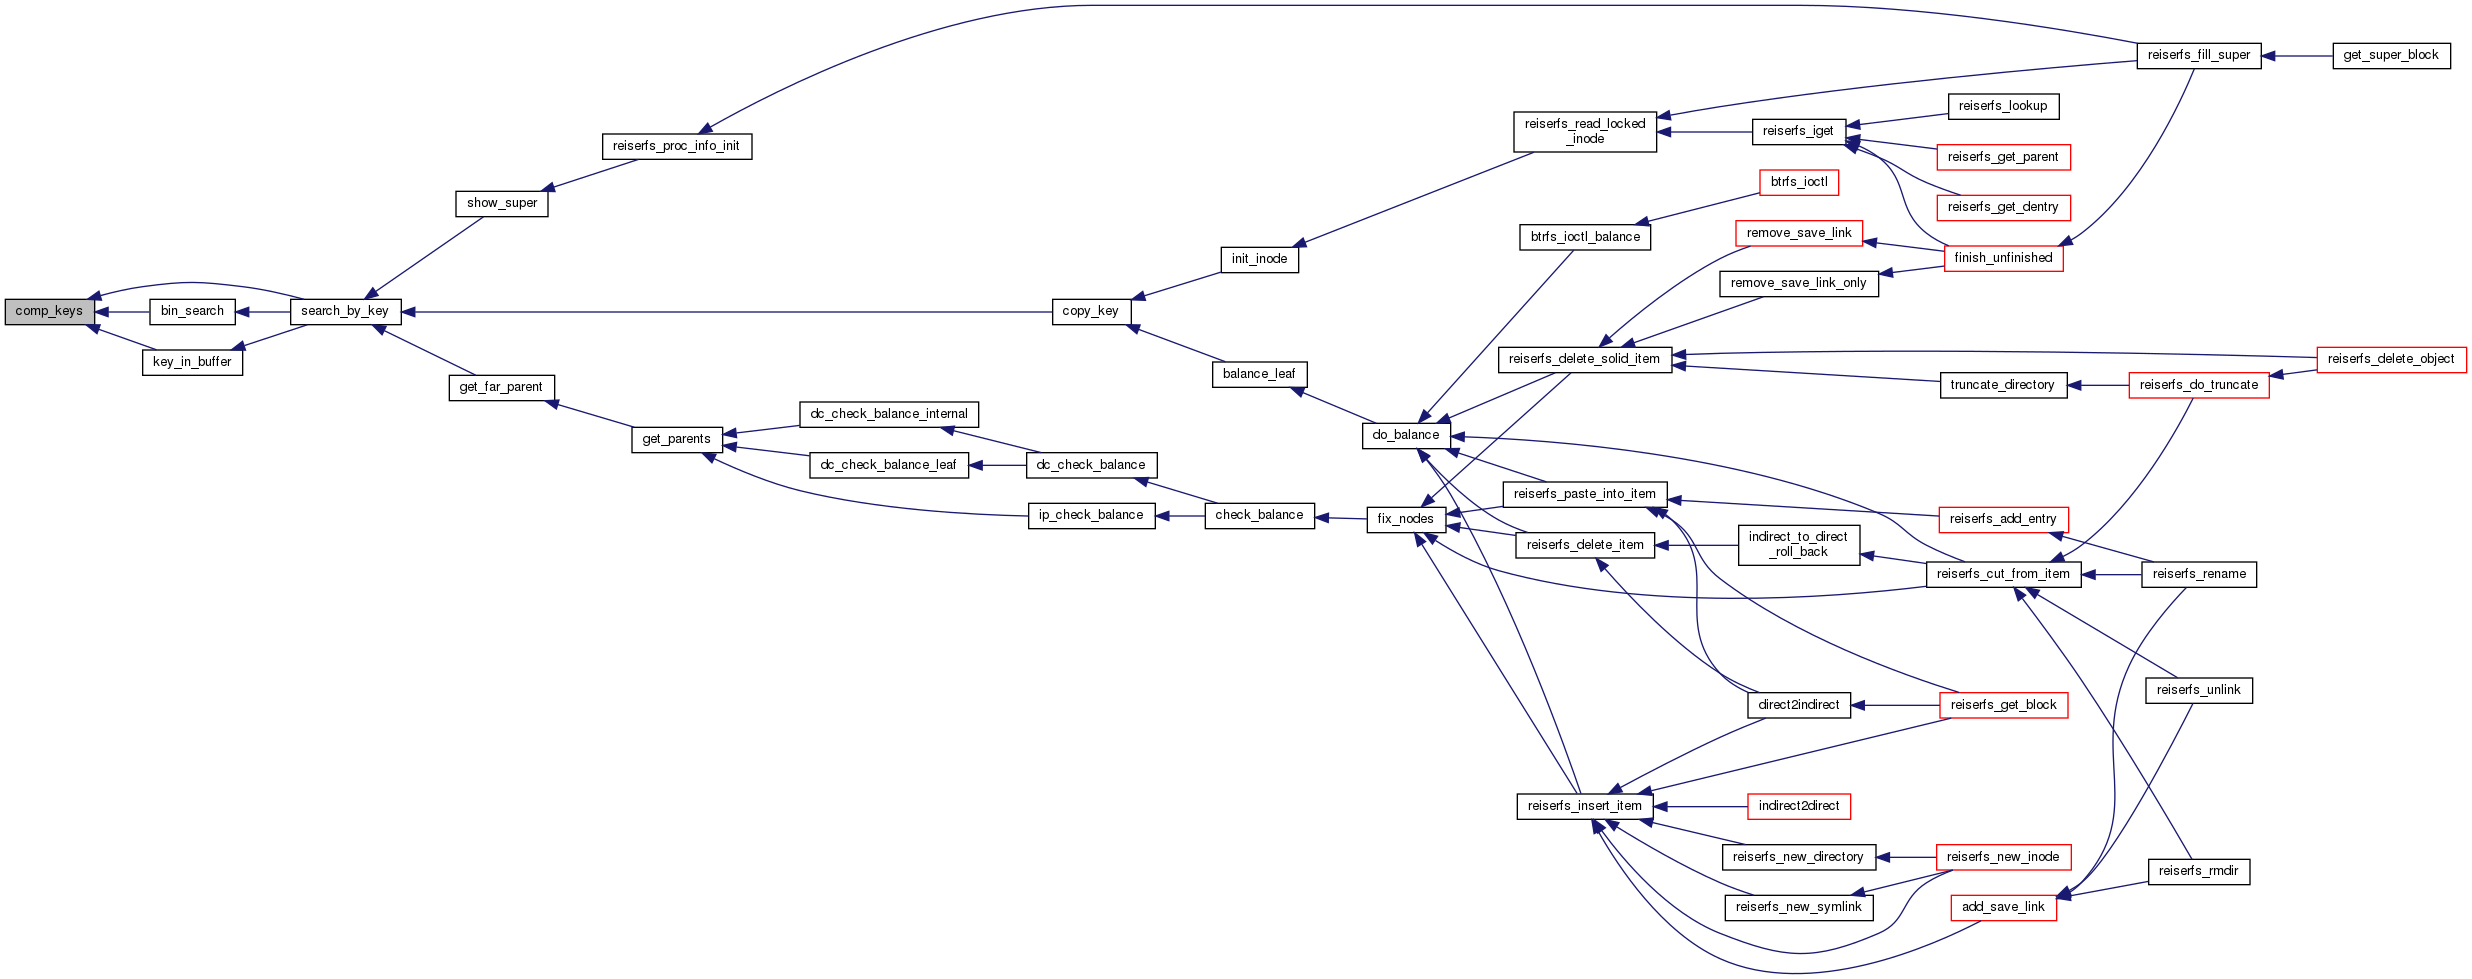 comp_keys
bin_search
key_in_buffer
search_by_key
show_super
get_far_parent
reiserfs_proc_info_init
get_parents
dc_check_balance_internal
dc_check_balance_leaf
copy_key
dc_check_balance
ip_check_balance
init_inode
balance_leaf
check_balance
do_balance
fix_nodes
reiserfs_read_locked
_inode
btrfs_ioctl_balance
reiserfs_delete_solid_item
reiserfs_paste_into_item
reiserfs_delete_item
reiserfs_insert_item
reiserfs_iget
btrfs_ioctl
remove_save_link
remove_save_link_only
indirect_to_direct
_roll_back
direct2indirect
indirect2direct
reiserfs_new_directory
reiserfs_new_symlink
reiserfs_lookup
reiserfs_get_parent
reiserfs_get_dentry
finish_unfinished
truncate_directory
reiserfs_add_entry
reiserfs_cut_from_item
reiserfs_get_block
reiserfs_new_inode
add_save_link
reiserfs_fill_super
reiserfs_do_truncate
reiserfs_rename
reiserfs_unlink
reiserfs_rmdir
get_super_block
reiserfs_delete_object